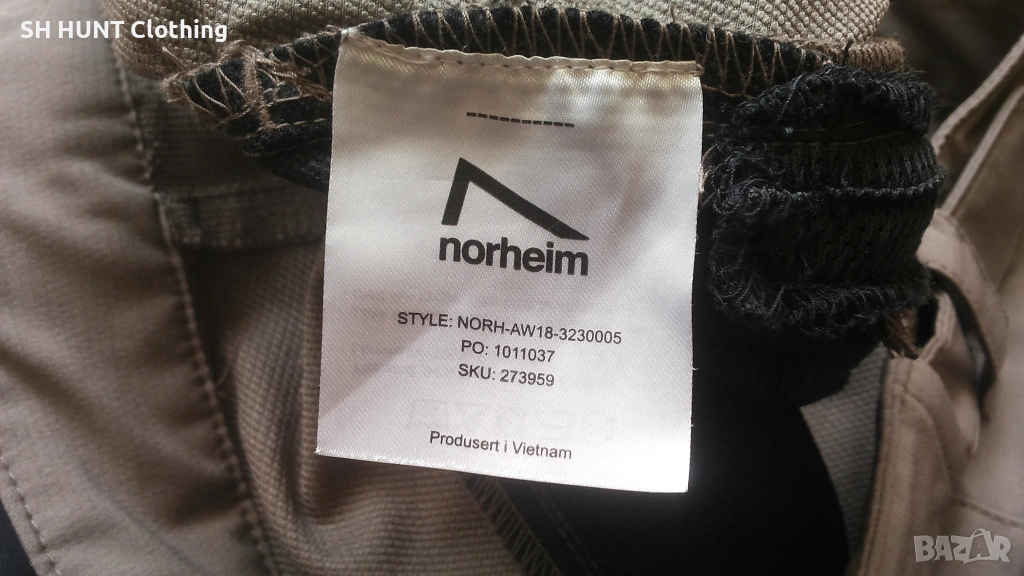 SH HUNT Clothing
norheim
STYLE: NORH-AW18-3230005
PO: 1011037
SKU: 273959
Produsert i Vietnam
BAZAR